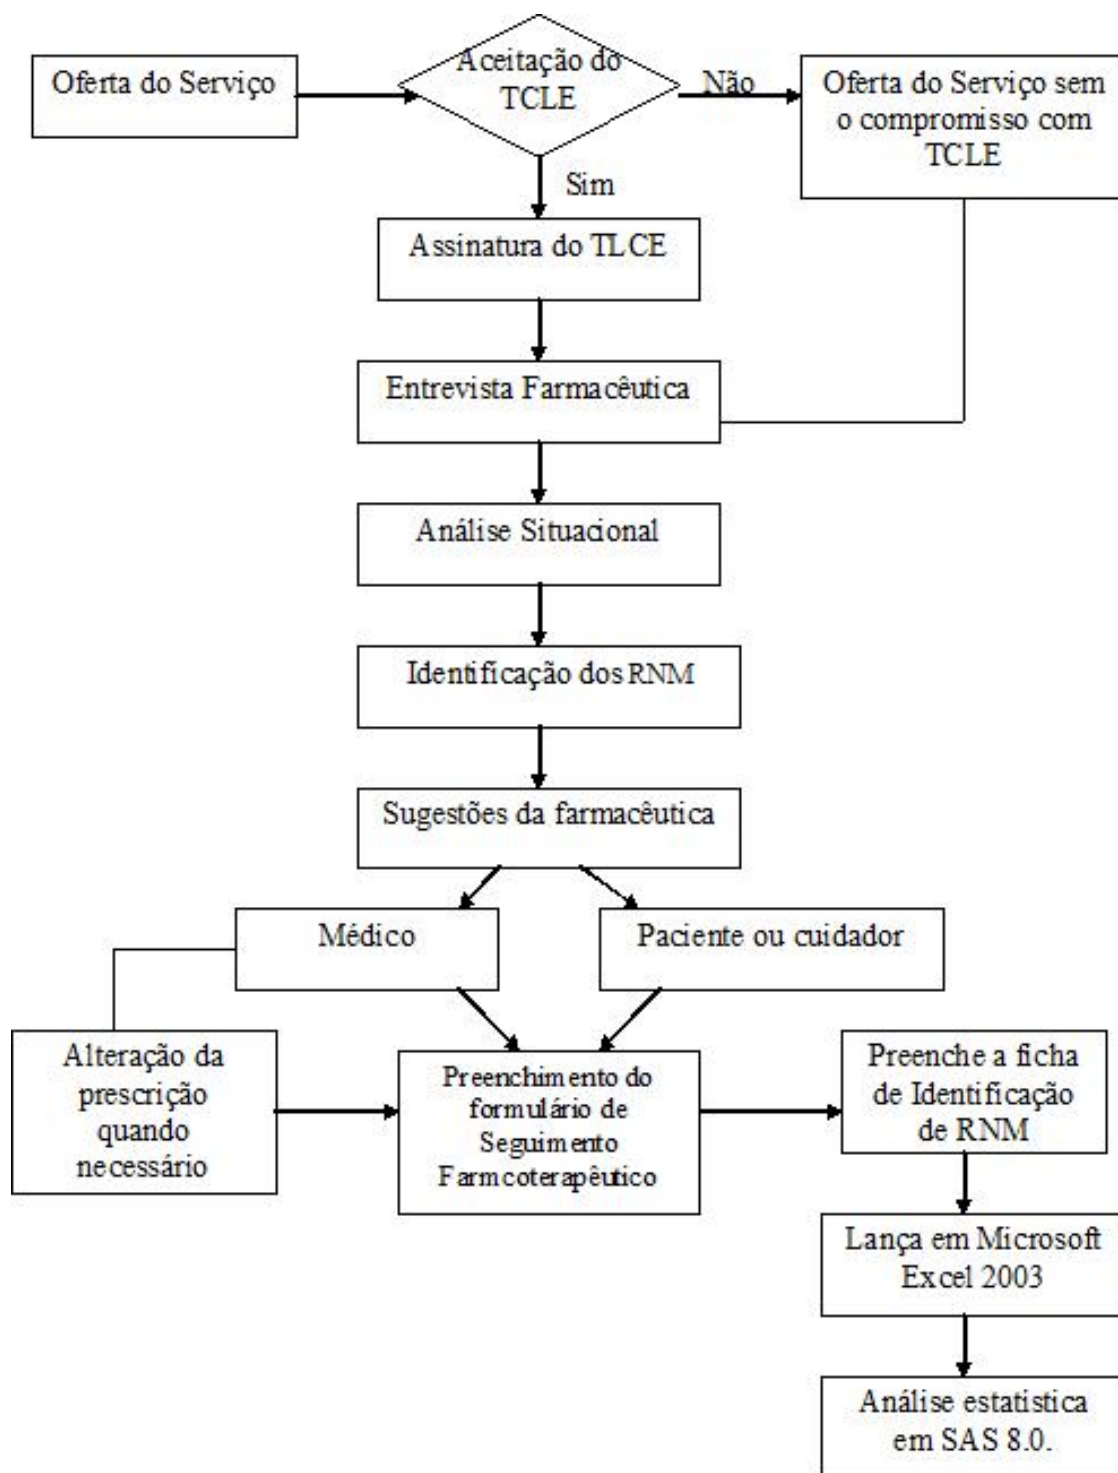 Oferta do Serviço
Aceitação do
TCLE
Não
Oferta do Serviço sem
o compromisso com
TCLE
Sim
Assinatura do TLCE
Entrevista Farmacêutica
Análise Situacional
Identificação dos RNM
Sugestões da farmacêutica
Médico
Paciente ou cuidador
Alteração da
prescrição
quando
necessário
Preenchimento do
formulário de
Seguimento
Farmcoterapêutico
Preenche a ficha
de Identificação
de RNM
Lança em Microsoft
Excel 2003
Análise estatistica
em SAS 8.0.